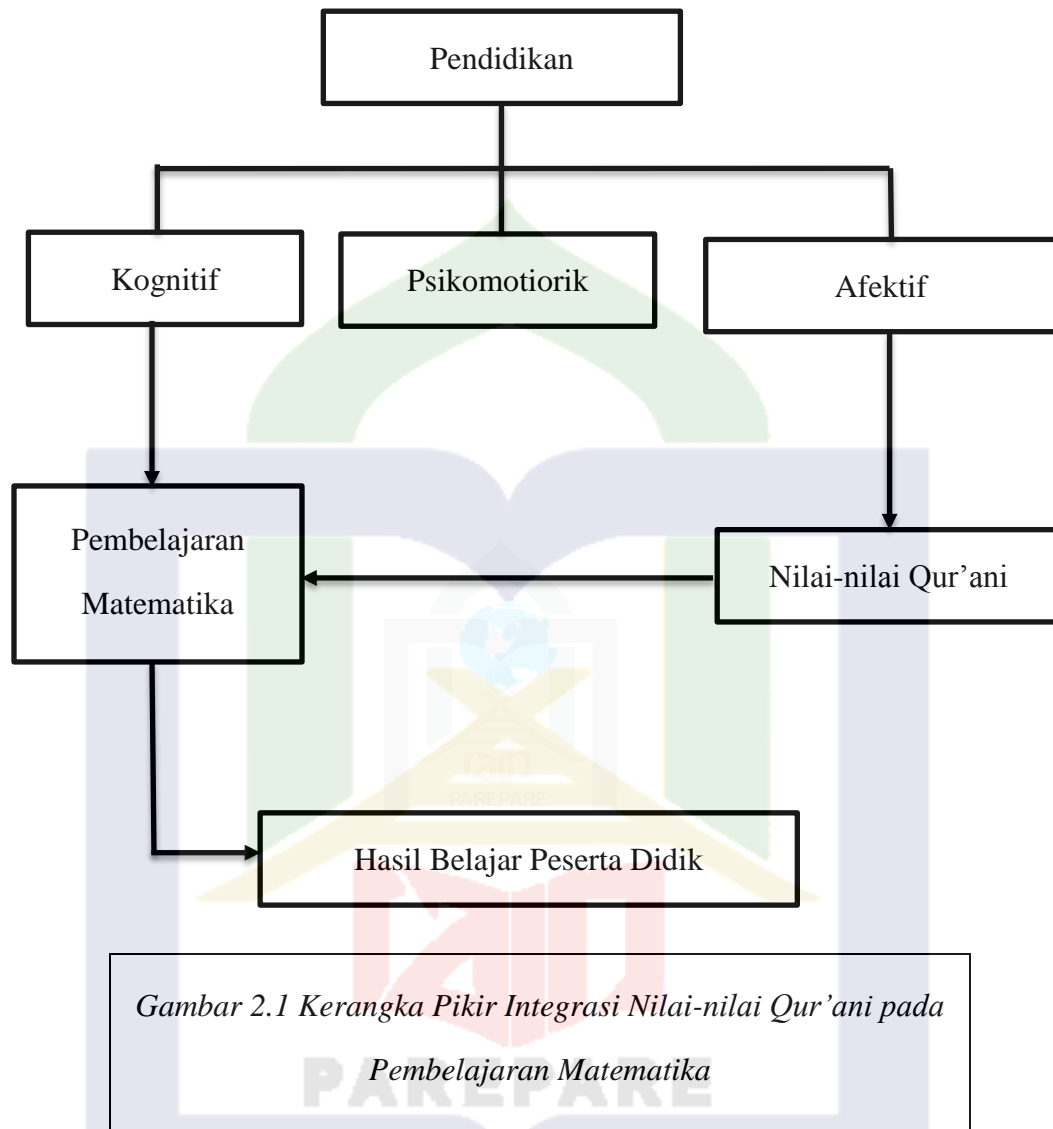 Pendidikan
Kognitif
Psikomotiorik
Afektif
Pembelajaran
Matematika
Nilai-nilai Qur’ani
PAREPARE
Hasil Belajar Peserta Didik
Gambar 2.1 Kerangka Pikir Integrasi Nilai-nilai Qur’ani pada
Pembelajaran Matematika
PAREPARE